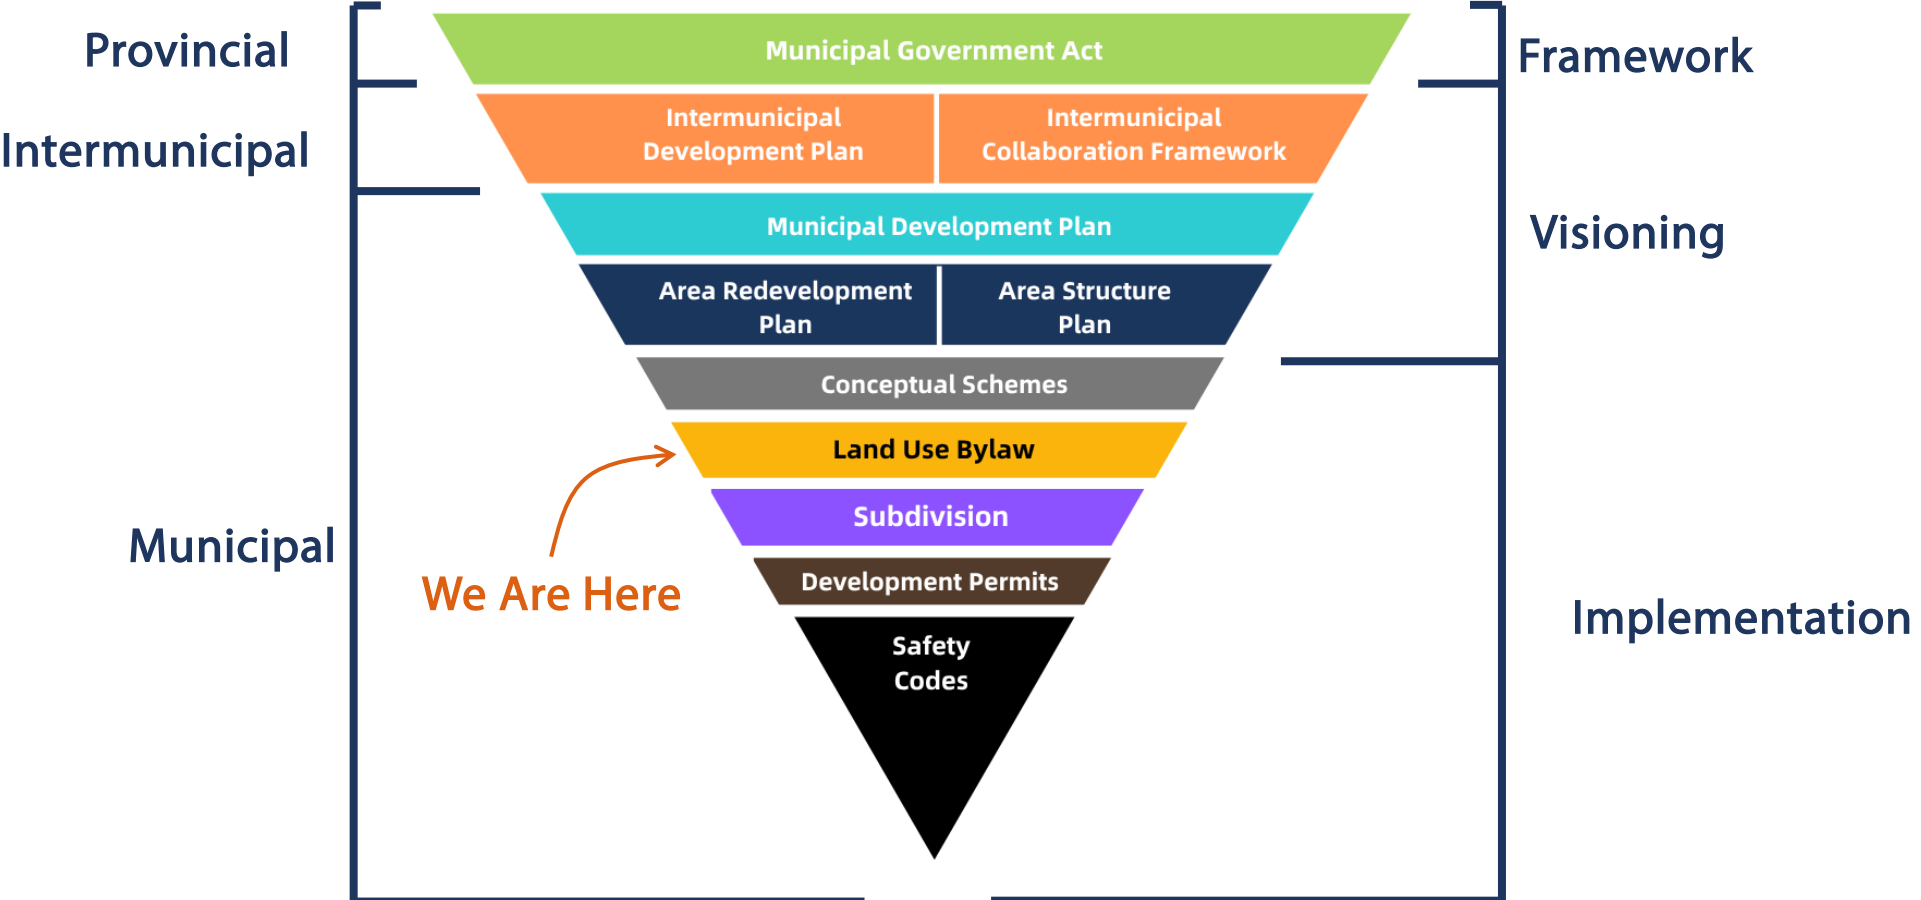 Provincial
Municipal Government Act
Framework
Intermunicipal
Intermunicipal
Development Plan
Intermunicipal
Collaboration Framework
Municipal Development Plan
Visioning
Area Redevelopment
Plan
Area Structure
Plan
Conceptual Schemes
Land Use Bylaw
Subdivision
Municipal
We Are Here
Development Permits
Implementation
Safety
Codes